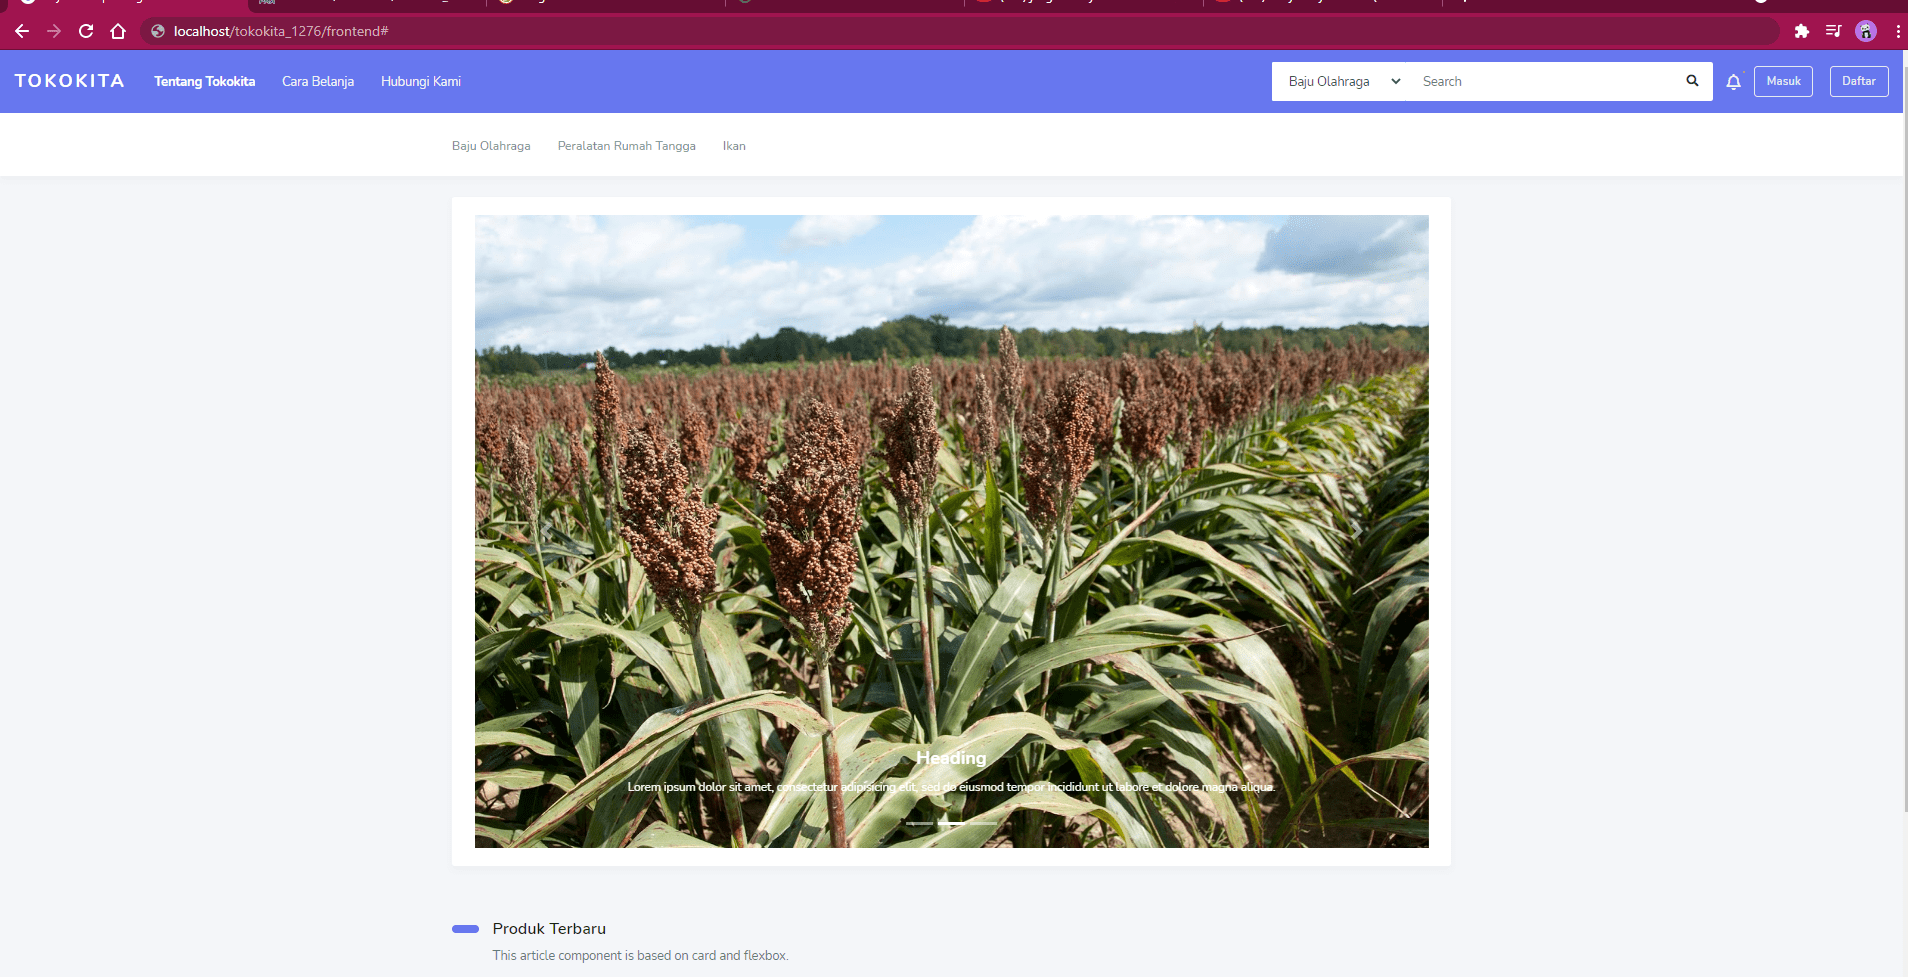 localhost/tokokita_1276/frontend#
TOKOKITA Tentang Tokokita Cara Belanja Hubungi Kami Baju Olahraga Search Masuk Daftar
Baju Olahraga Peralatan Rumah Tangga Ikan
Heading
Lorem ipsum dolor sit amet, consectetur adipisicing elit, sed do eiusmod tempor incididunt ut labore et dolore magna aliqua.
Produk Terbaru
This article component is based on card and flexbox.